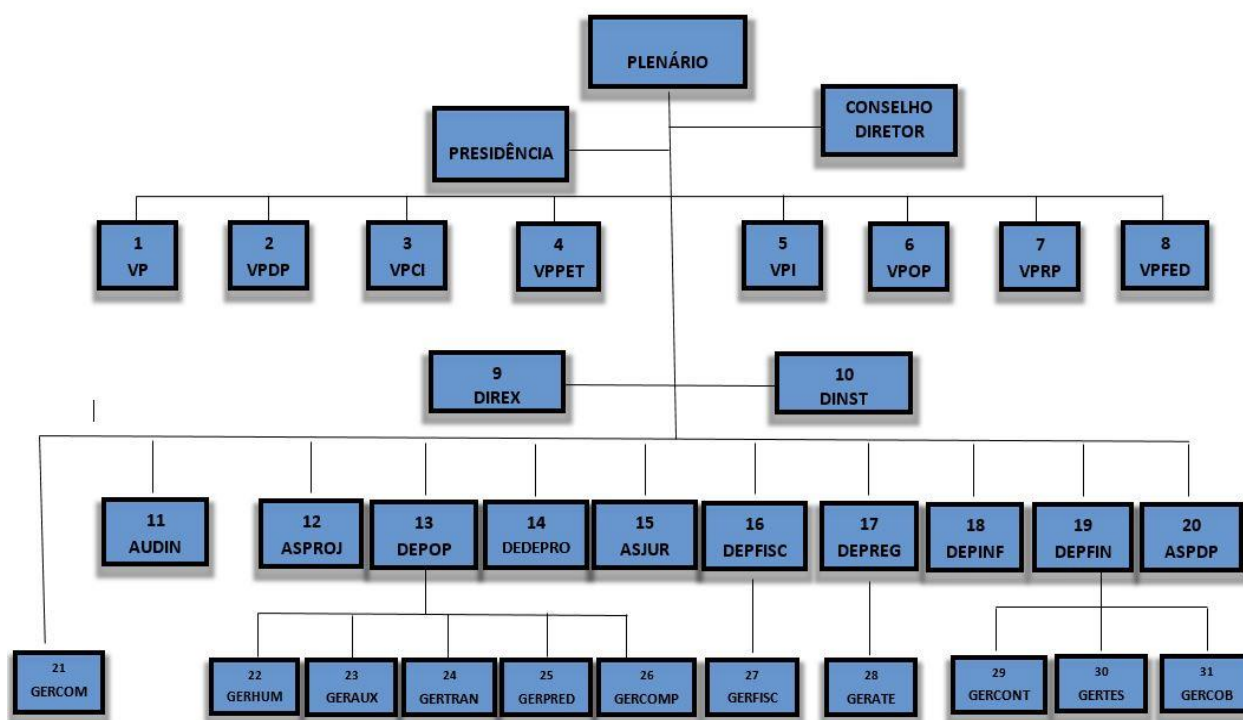 PLENÁRIO
CONSELHO
DIRETOR
PRESIDÊNCIA
1
VP
2
VPDP
3
VPCI
4
VPPET
5
VPI
6
VPOP
7
VPRP
8
VPFED
9
DIREX
10
DINST
11
AUDIN
12
ASPROJ
13
DEPOP
14
DEDEPRO
15
ASJUR
16
DEPFISC
17
DEPREG
18
DEPINF
19
DEPFIN
20
ASPDP
21
GERCOM
22
GERHUM
23
GERAUX
24
GERTRAN
25
GERPRED
26
GERCOMP
27
GERFISC
28
GERATE
29
GERCONT
30
GERTES
31
GERCOB